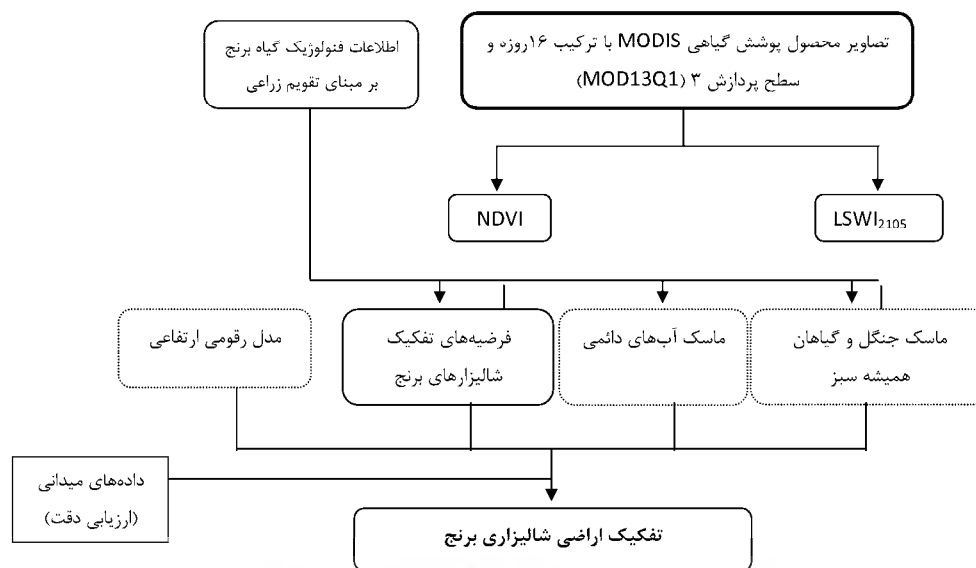 تصاویر محصول پوشش گیاهی MODIS با ترکیب ۱۶روزه و
سطح پردازش ۳ (MOD13Q1)
اطلاعات فنولوژیک گیاه برنج
بر مبنای تقویم زراعی
NDVI
LSWI₂₁₀₅
ماسک جنگل و گیاهان
همیشه سبز
ماسک آب‌های دائمی
فرضیه‌های تفکیک
شالیزارهای برنج
مدل رقومی ارتفاعی
داده‌های میدانی
(ارزیابی دقت)
تفکیک اراضی شالیزاری برنج